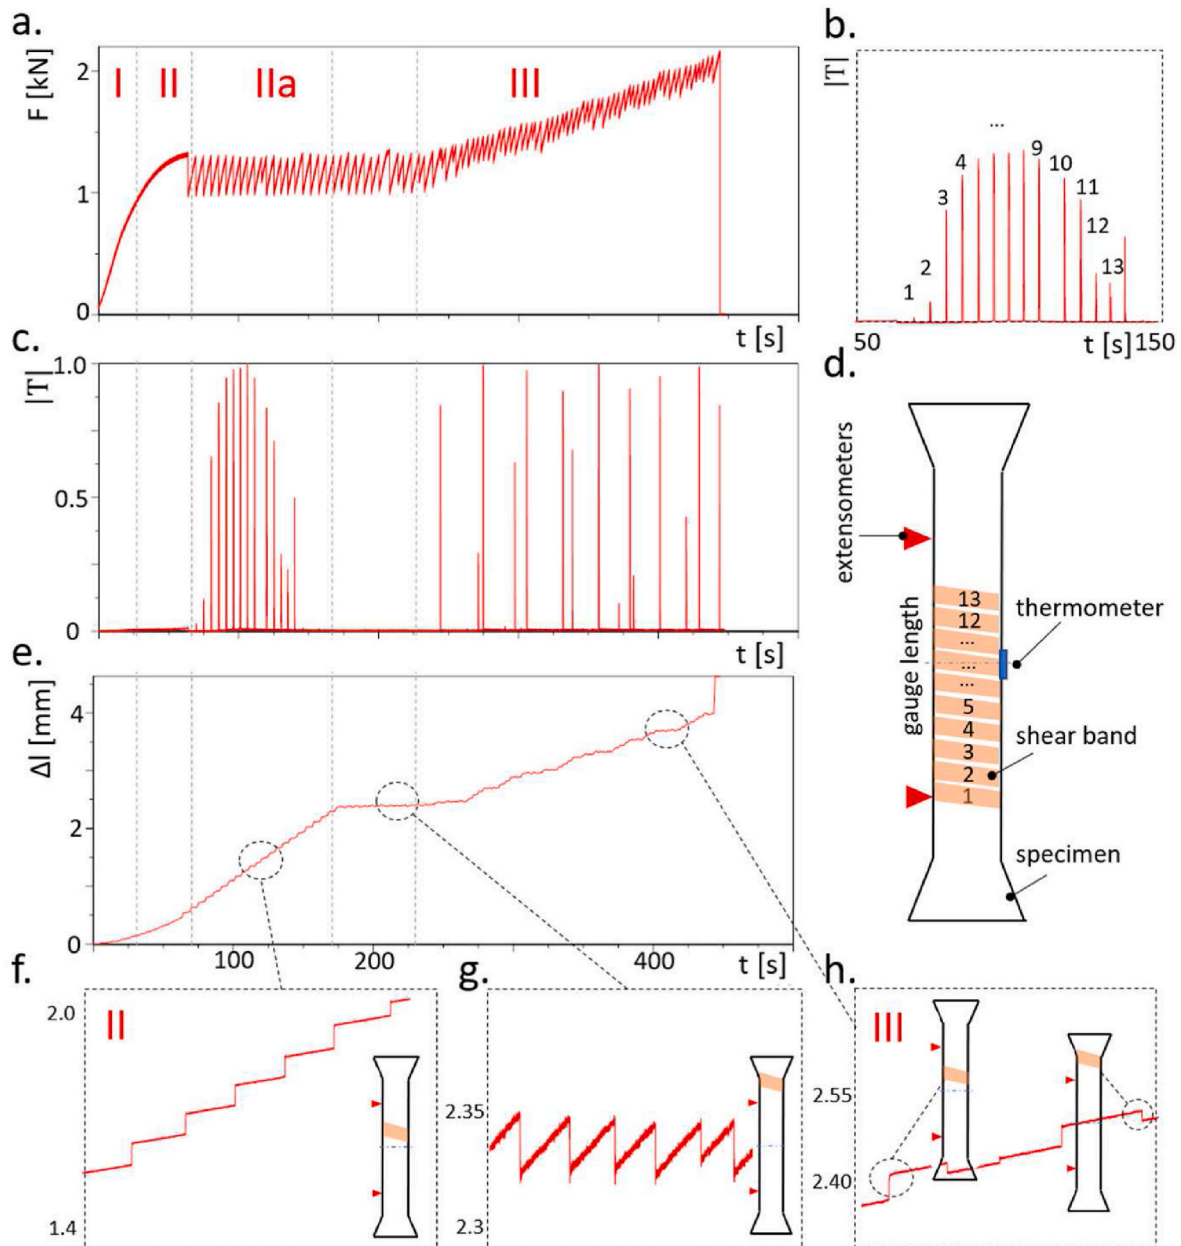 a.
F [kN]
2
1
0
I
II
IIa
III
t [s]
b.
|T|
...
1
2
3
4
9
10
11
12
13
50
t [s]
150
c.
|T|
1.0
0.5
0
t [s]
d.
extensometers
gauge length
13
12
...
...
...
5
4
3
2
1
thermometer
shear band
specimen
e.
Δl [mm]
4
2
0
100
200
400
t [s]
f.
2.0
II
1.4
g.
2.35
2.3
h.
III
2.55
2.40